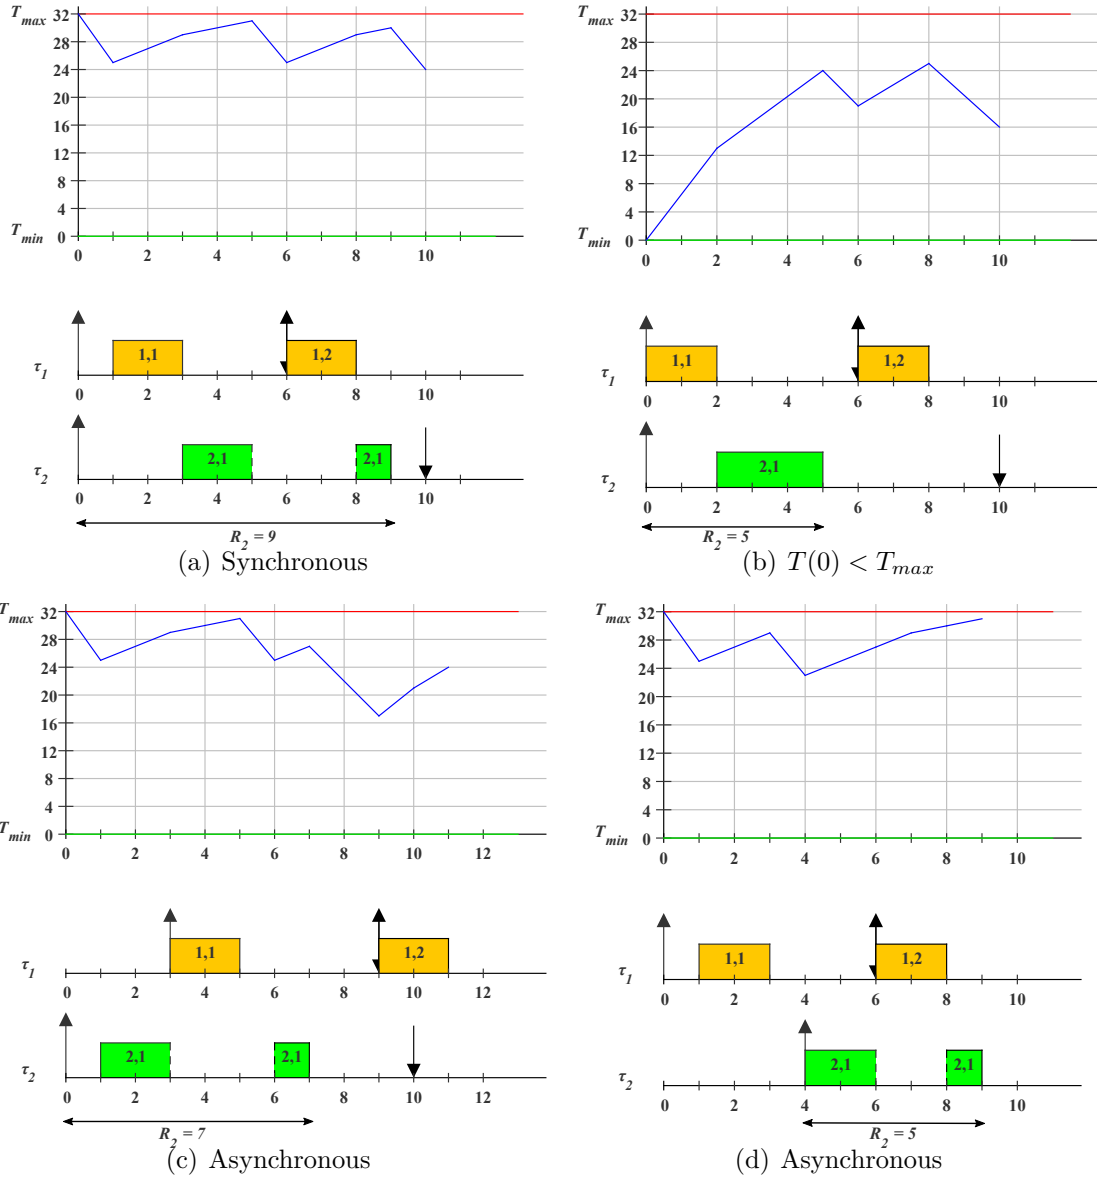 T_max 32
28
24
20
16
12
8
4
T_min 0
0 2 4 6 8 10
τ_1 1,1 1,2
0 2 4 6 8 10
τ_2 2,1 2,1
0 2 4 6 8 10
R_2 = 9
(a) Synchronous
T_max 32
28
24
20
16
12
8
4
T_min 0
0 2 4 6 8 10
τ_1 1,1 1,2
0 2 4 6 8 10
τ_2 2,1
0 2 4 6 8 10
R_2 = 5
(b) T(0) < T_max
T_max 32
28
24
20
16
12
8
4
T_min 0
0 2 4 6 8 10 12
τ_1 1,1 1,2
0 2 4 6 8 10 12
τ_2 2,1 2,1
0 2 4 6 8 10 12
R_2 = 7
(c) Asynchronous
T_max 32
28
24
20
16
12
8
4
T_min 0
0 2 4 6 8 10
τ_1 1,1 1,2
0 2 4 6 8 10
τ_2 2,1 2,1
0 2 4 6 8 10
R_2 = 5
(d) Asynchronous